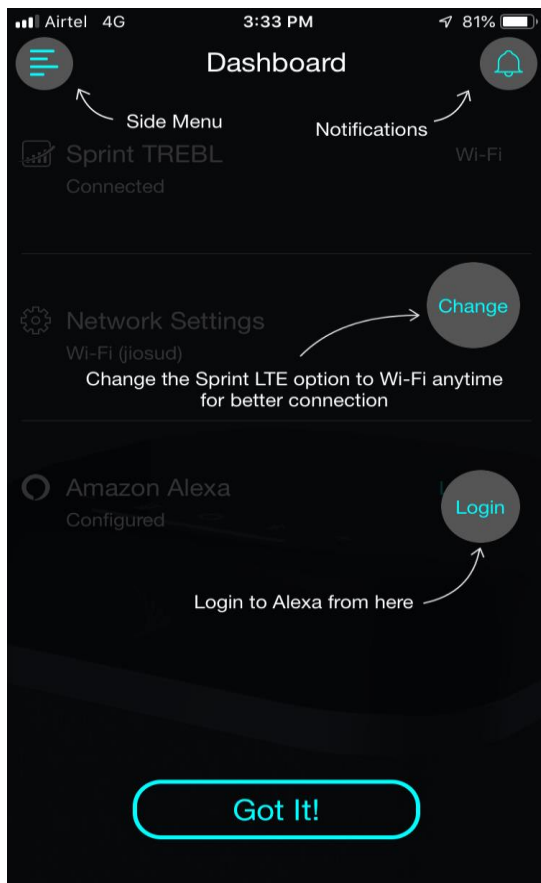 Airtel 4G 3:33 PM 81%
Dashboard
Side Menu
Notifications
Sprint TREBL Wi-Fi
Connected
Change
Network Settings
Wi-Fi (jiosud)
Change the Sprint LTE option to Wi-Fi anytime
for better connection
Amazon Alexa
Login
Configured
Login to Alexa from here
Got It!